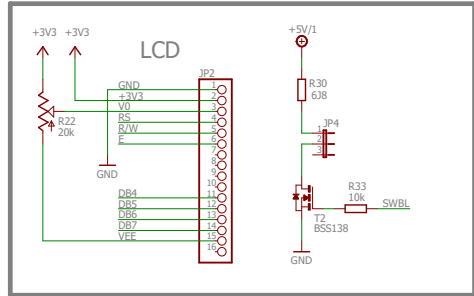 +3V3 +3V3
LCD
+5V/1
JP2
GND 1
+3V3 2
V0 3
RS 4
R/W 5
E 6
7
8
9
10
DB4 11
DB5 12
DB6 13
DB7 14
VEE 15
16
R22
20k
GND
R30
6J8
JP4
1
2
3
R33
10k
SWBL
T2
BSS138
GND